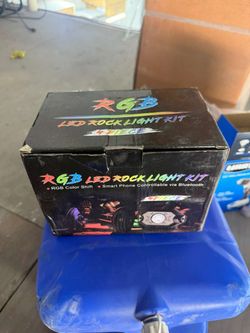 RGB
LED ROCK LIGHT KIT
RGB LED ROCK LIGHT KIT
• RGB Color Shift • Smart Phone Controllable via Bluetooth